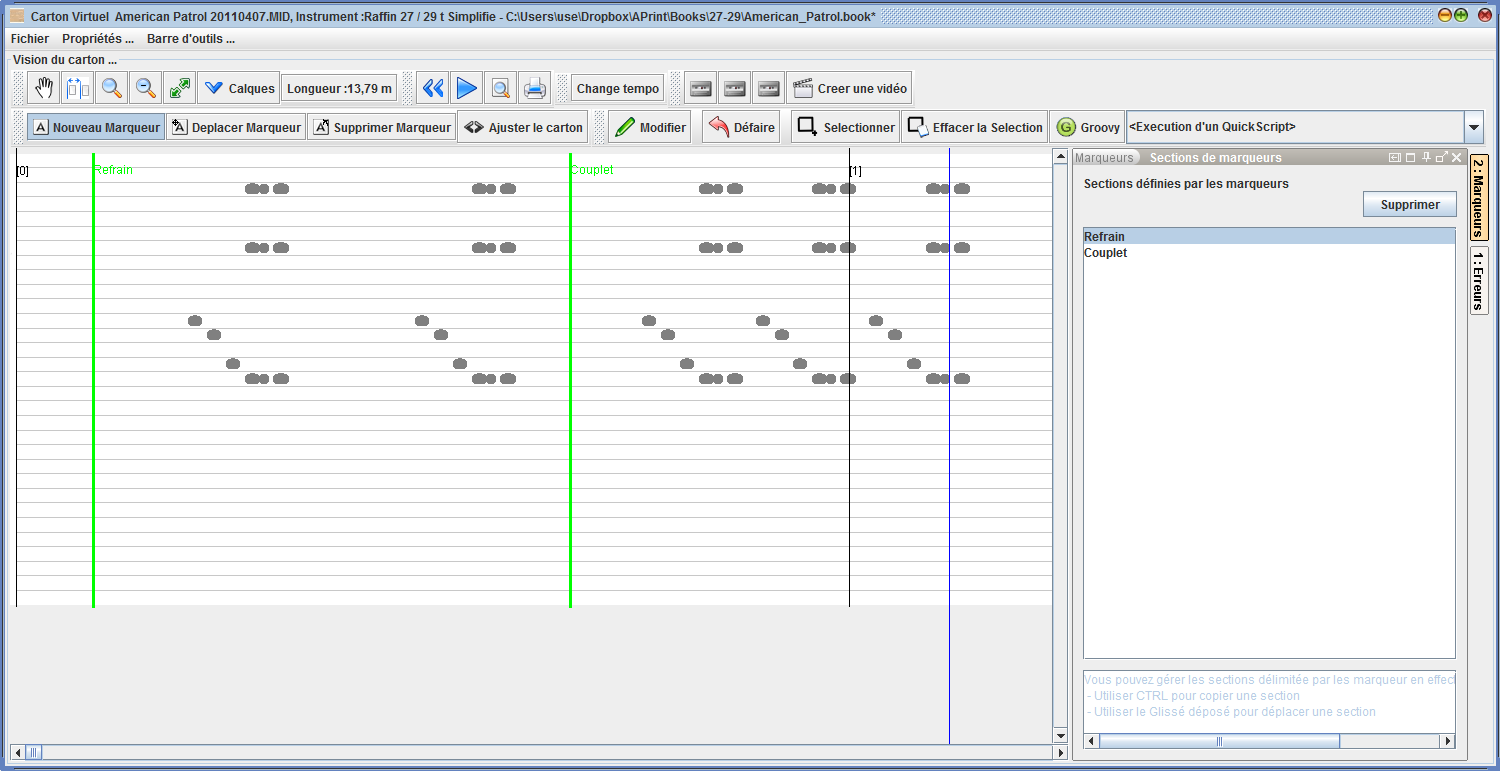 Carton Virtuel American Patrol 20110407.MID, Instrument :Raffin 27 / 29 t Simplifie - C:\Users\use\Dropbox\APrint\Books\27-29\American_Patrol.book*
Fichier Propriétés ... Barre d'outils ...
Vision du carton ...
Calques Longueur :13,79 m Change tempo Creer une vidéo
Nouveau Marqueur Deplacer Marqueur Supprimer Marqueur Ajuster le carton Modifier Défaire Selectionner Effacer la Selection Groovy <Execution d'un QuickScript>
[0] Refrain Couplet [1]
Marqueurs Sections de marqueurs
Sections définies par les marqueurs
Supprimer
Refrain
Couplet
Vous pouvez gérer les sections délimitée par les marqueur en effect
- Utiliser CTRL pour copier une section
- Utiliser le Glissé déposé pour déplacer une section
2 : Marqueurs
1 : Erreurs